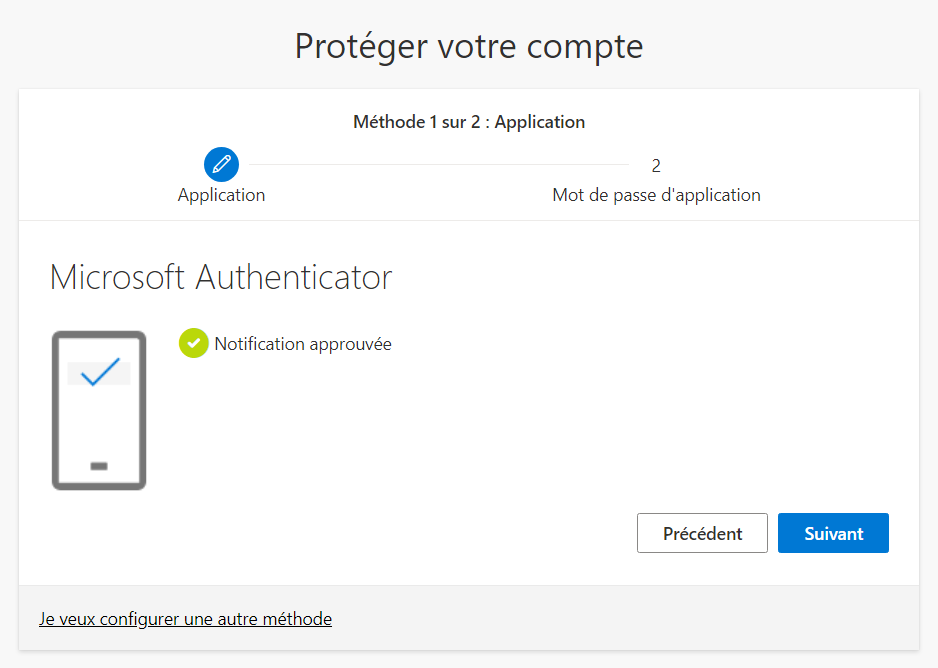 Protéger votre compte
Méthode 1 sur 2 : Application
2
Application
Mot de passe d'application
Microsoft Authenticator
Notification approuvée
Précédent
Suivant
Je veux configurer une autre méthode